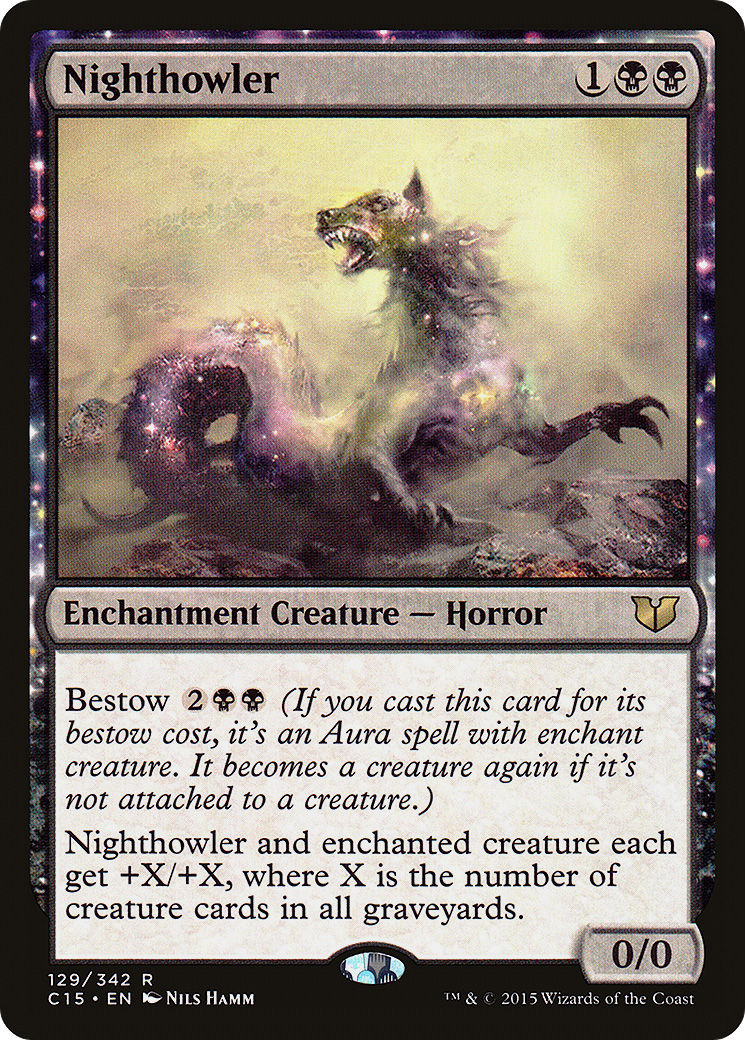 Nighthowler 1
Enchantment Creature — Horror
Bestow 2 (If you cast this card for its
bestow cost, it's an Aura spell with enchant
creature. It becomes a creature again if it's
not attached to a creature.)
Nighthowler and enchanted creature each
get +X/+X, where X is the number of
creature cards in all graveyards.
0/0
129/342 R
C15 • EN Nils Hamm
™ & © 2015 Wizards of the Coast